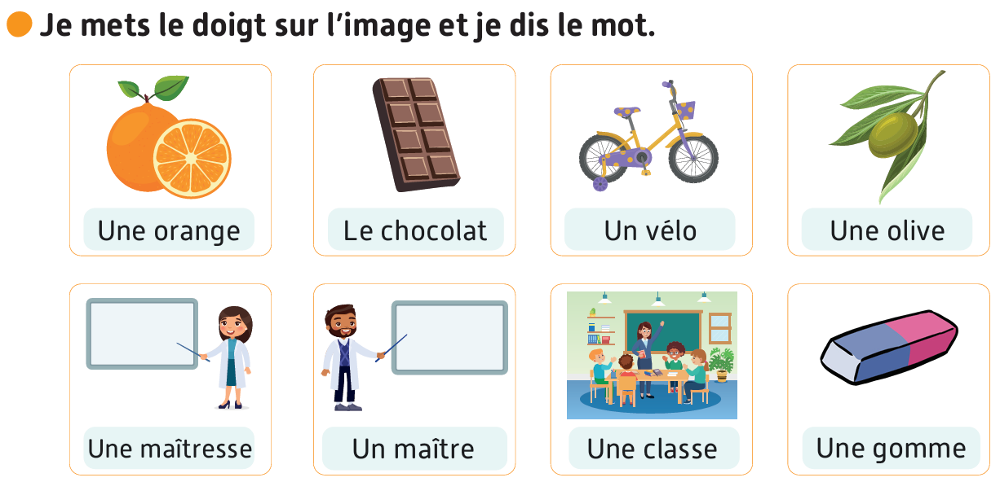 Je mets le doigt sur l'image et je dis le mot.
Une orange
Le chocolat
Un vélo
Une olive
Une maîtresse
Un maître
Une classe
Une gomme